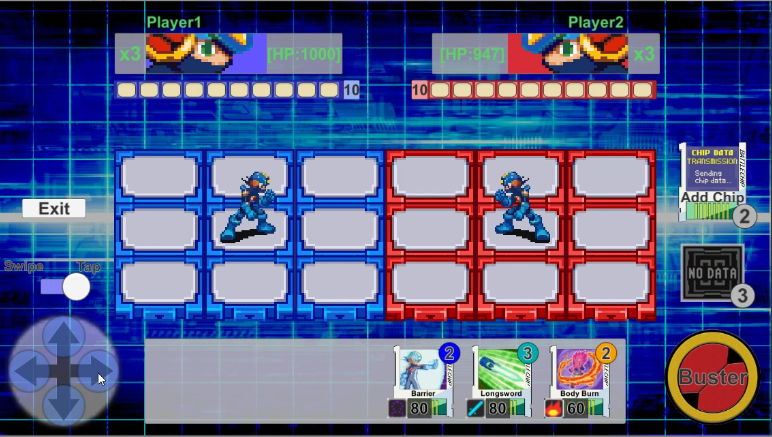 Player1
Player2
x3
[HP:1000]
[HP:947]
x3
10
10
CHIP DATA
TRANSMISSION
Sending
chip data...
Add Chip
2
Exit
Swipe
Tap
NO DATA
3
2
3
2
Barrier
Longsword
Body Burn
80
80
60
Buster